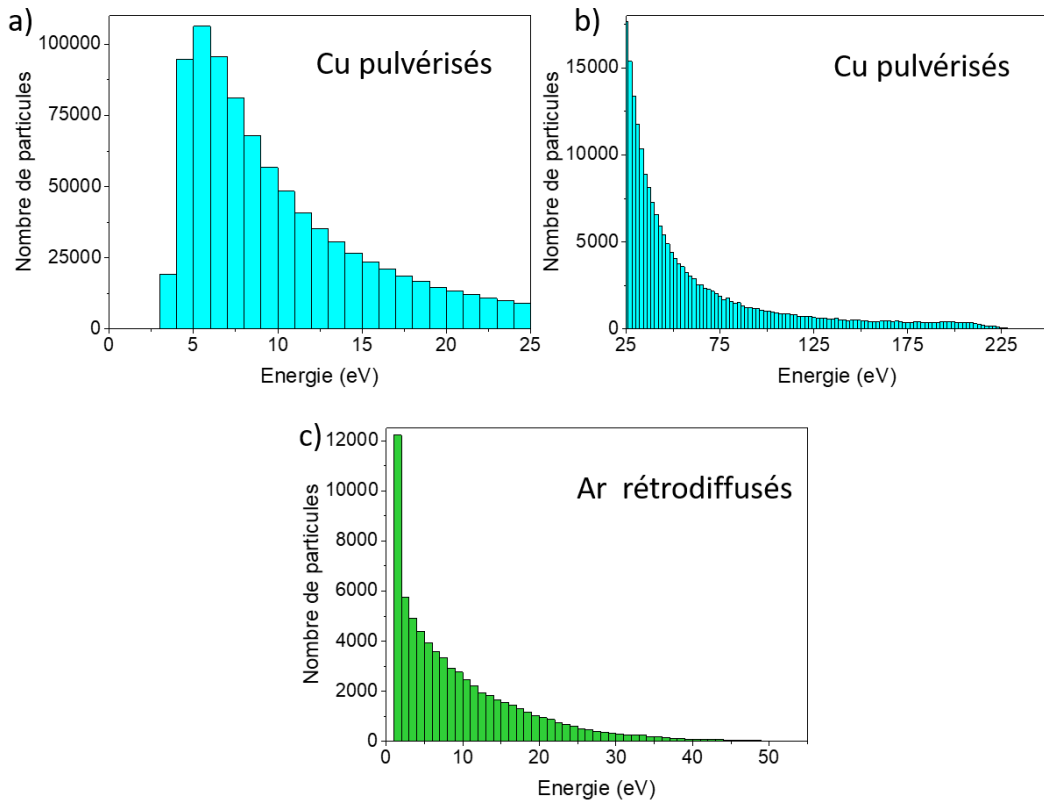 a)
Cu pulvérisés
Nombre de particules
100000
75000
50000
25000
0
0 5 10 15 20 25
Energie (eV)
b)
Cu pulvérisés
Nombre de particules
15000
10000
5000
0
25 75 125 175 225
Energie (eV)
c)
Ar rétrodiffusés
Nombre de particules
12000
10000
8000
6000
4000
2000
0
0 10 20 30 40 50
Energie (eV)